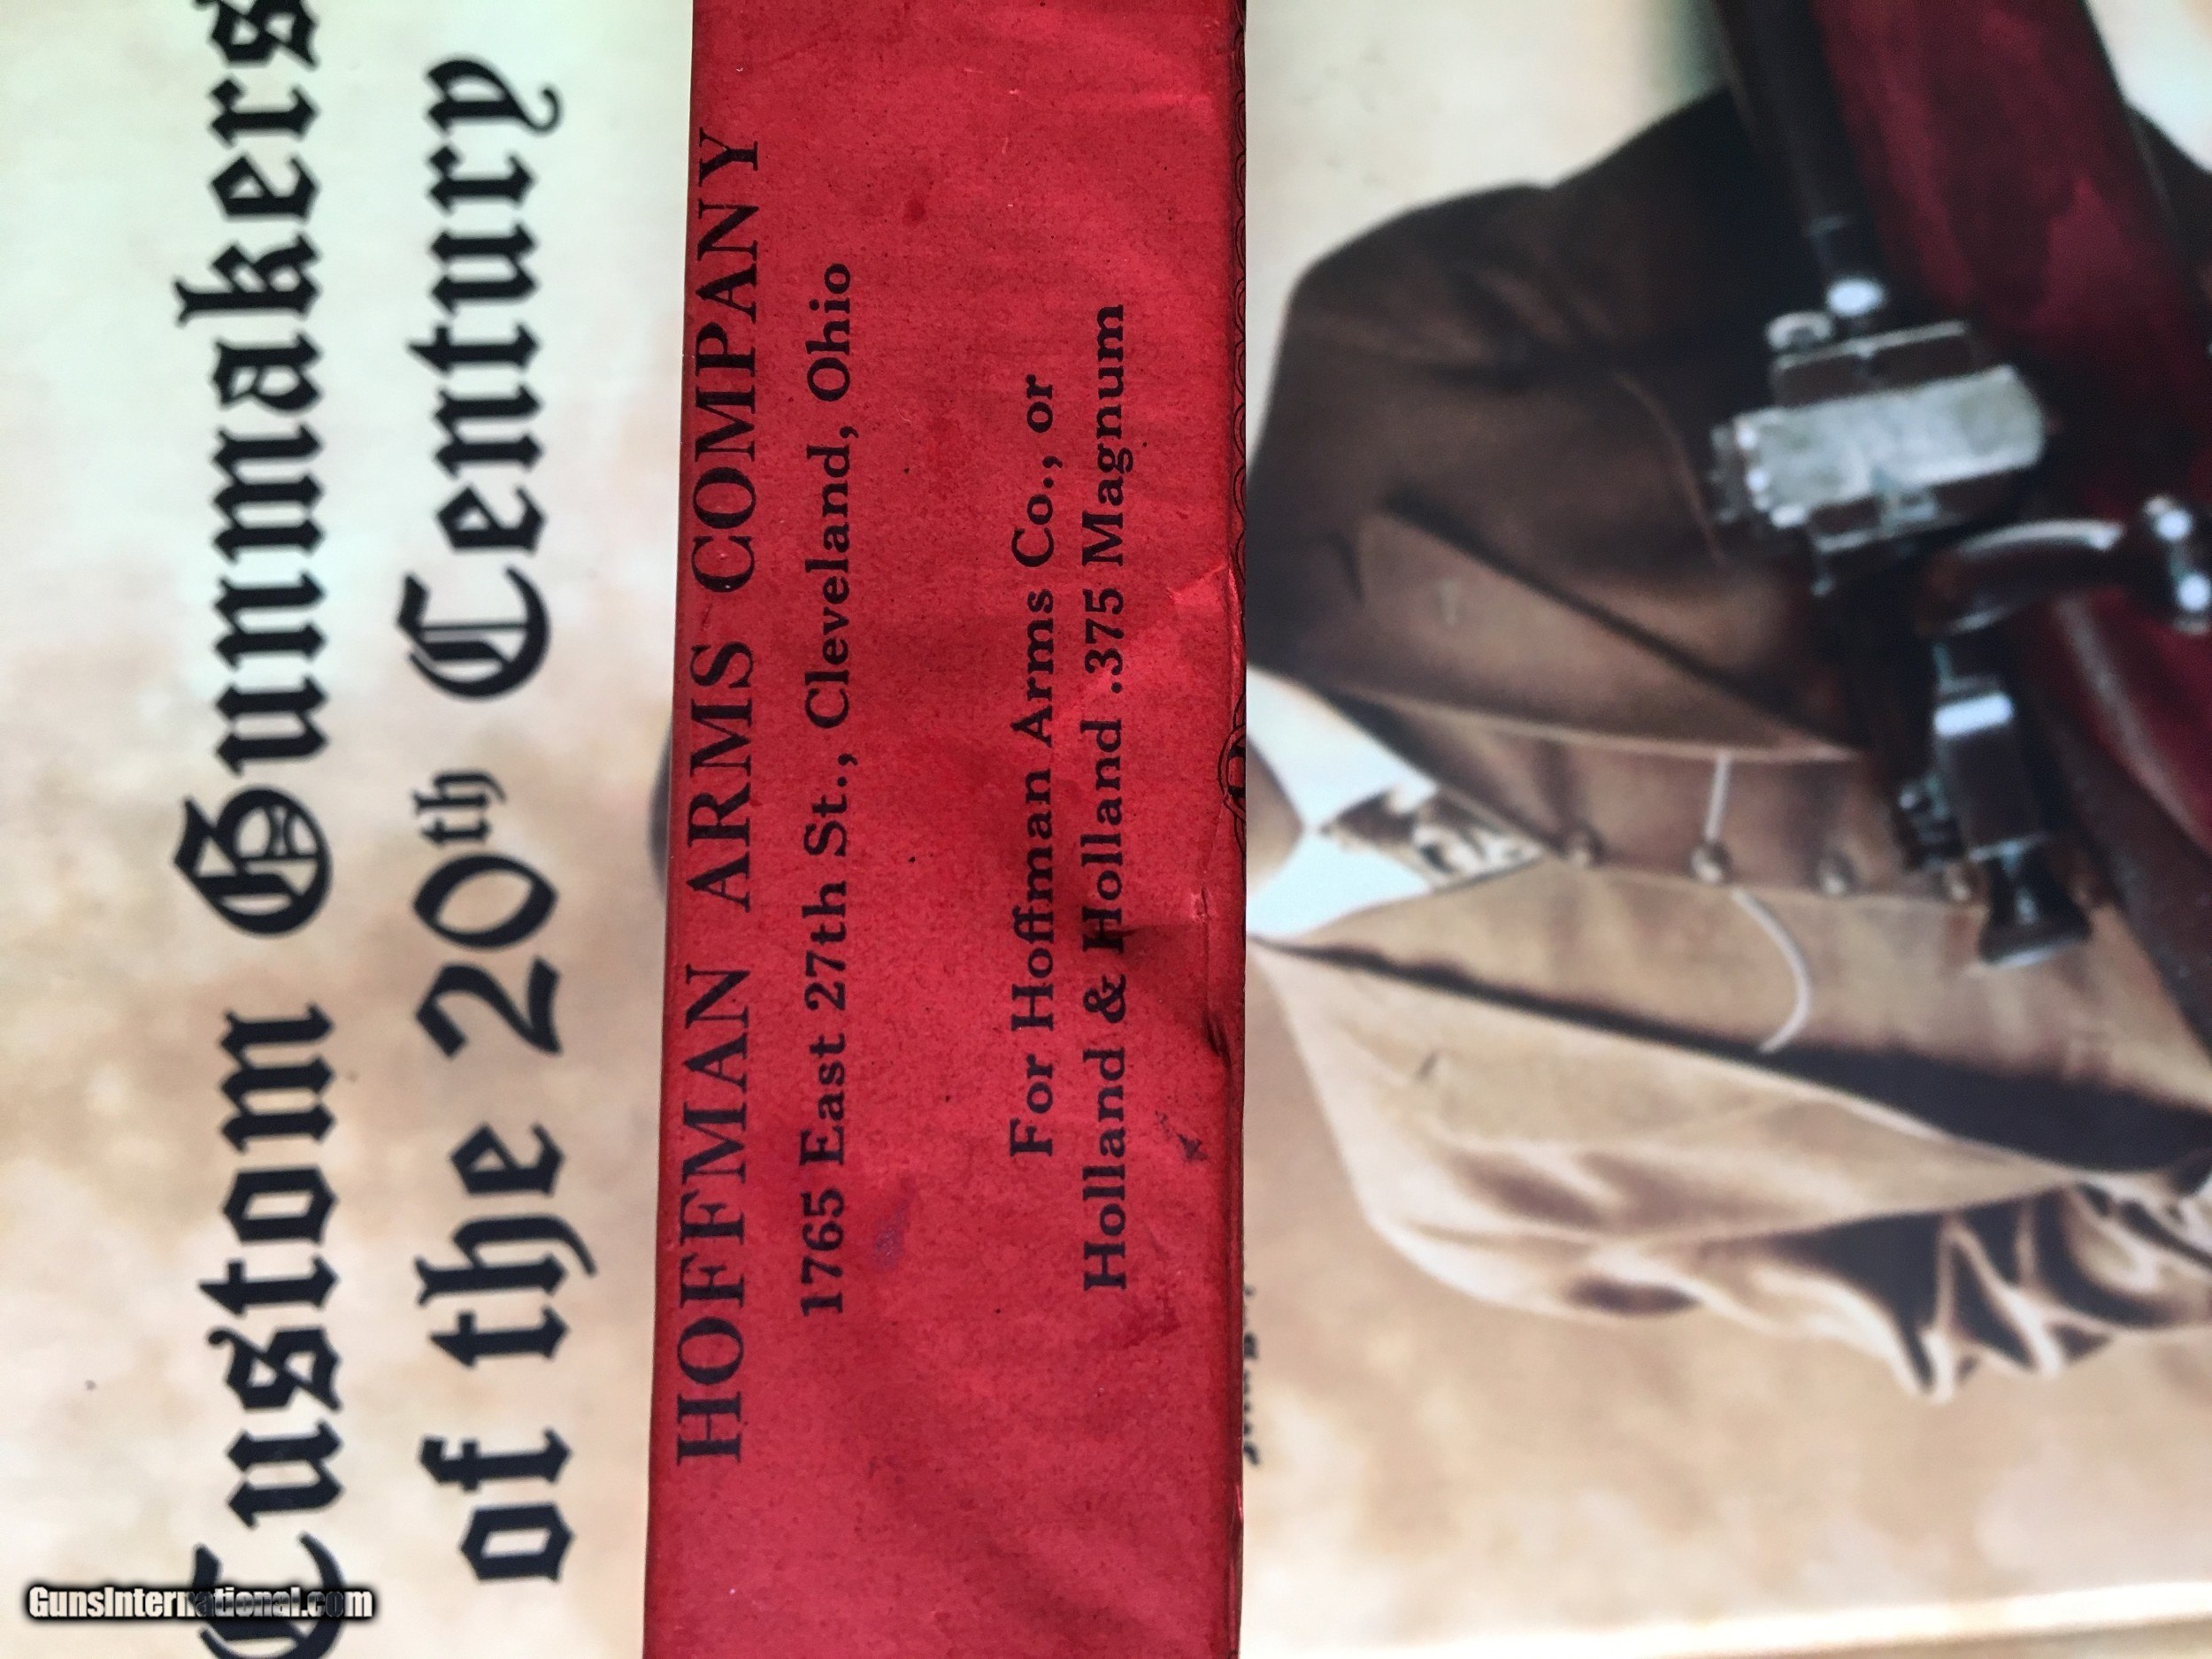 Custom Gunmakers
of the 20th Century
HOFFMAN ARMS COMPANY
1765 East 27th St., Cleveland, Ohio
For Hoffman Arms Co., or
Holland & Holland .375 Magnum
GunsInternational.com